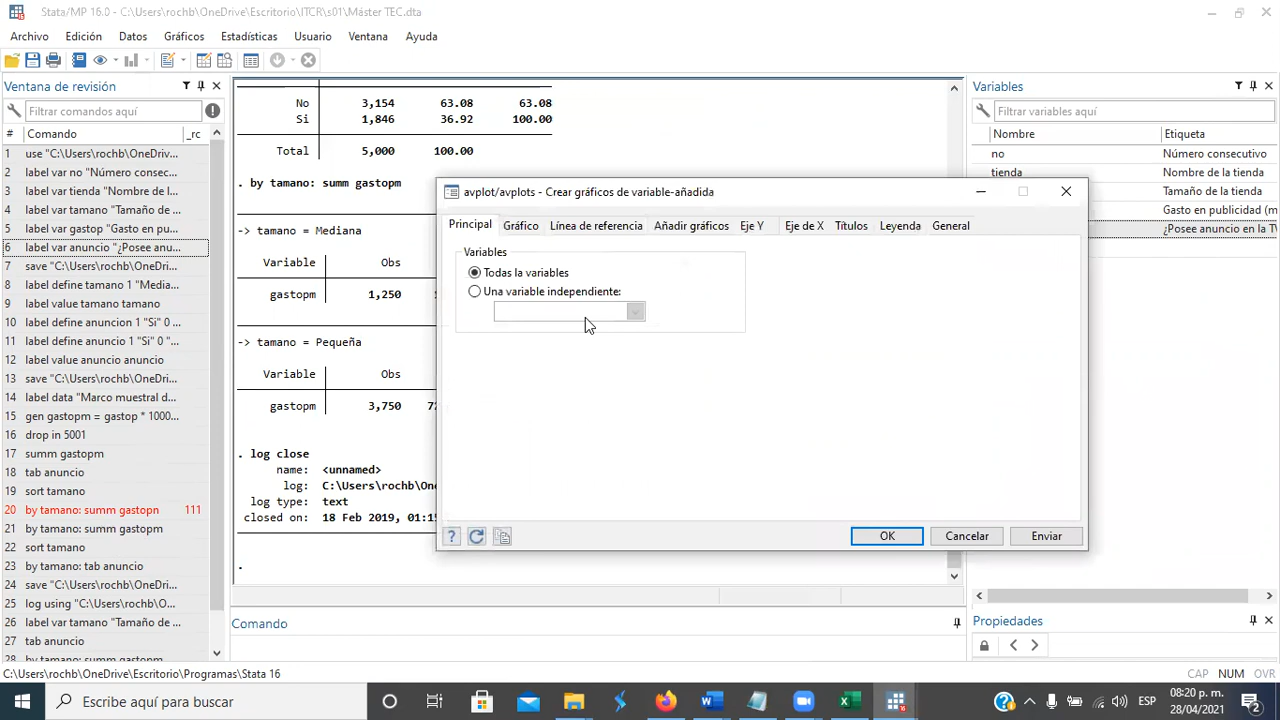 Stata/MP 16.0 - C:\Users\rochb\OneDrive\Escritorio\ITCR\s01\Máster TEC.dta
Archivo Edición Datos Gráficos Estadísticas Usuario Ventana Ayuda
Ventana de revisión
Filtrar comandos aquí
# Comando _rc
1 use "C:\Users\rochb\OneDriv...
2 label var no "Número consec...
3 label var tienda "Nombre de l...
4 label var tamano "Tamaño de ...
5 label var gastop "Gasto en pu...
6 label var anuncio "¿Posee anu...
7 save "C:\Users\rochb\OneDri...
8 label define tamano 1 "Media...
9 label value tamano tamano
10 label define anuncion 1 "Si" 0 "...
11 label define anuncio 1 "Si" 0 "...
12 label value anuncio anuncio
13 save "C:\Users\rochb\OneDri...
14 label data "Marco muestral d...
15 gen gastopm = gastop * 1000...
16 drop in 5001
17 summ gastopm
18 tab anuncio
19 sort tamano
20 by tamano: summ gastopn 111
21 by tamano: summ gastopm
22 sort tamano
23 by tamano: tab anuncio
24 save "C:\Users\rochb\OneDri...
25 log using "C:\Users\rochb\O...
26 label var tamano "Tamaño de ...
27 tab anuncio
28 by tamano: summ gastopm
No 3,154 63.08 63.08
Si 1,846 36.92 100.00
Total 5,000 100.00
. by tamano: summ gastopm
-> tamano = Mediana
Variable Obs
gastopm 1,250
-> tamano = Pequeña
Variable Obs
gastopm 3,750 72
. log close
name: <unnamed>
log: C:\Users\rochb\One
log type: text
closed on: 18 Feb 2019, 01:15
.
Comando
avplot/avplots - Crear gráficos de variable-añadida
Principal Gráfico Línea de referencia Añadir gráficos Eje Y Eje de X Títulos Leyenda General
Variables
Todas la variables
Una variable independiente:
? OK Cancelar Enviar
Variables
Filtrar variables aquí
Nombre Etiqueta
no Número consecutivo
tienda Nombre de la tienda
Tamaño de la tienda
Gasto en publicidad (m
¿Posee anuncio en la TV
Propiedades
C:\Users\rochb\OneDrive\Escritorio\Programas\Stata 16
CAP NUM OVR
Escribe aquí para buscar
ESP
08:20 p. m.
28/04/2021
2